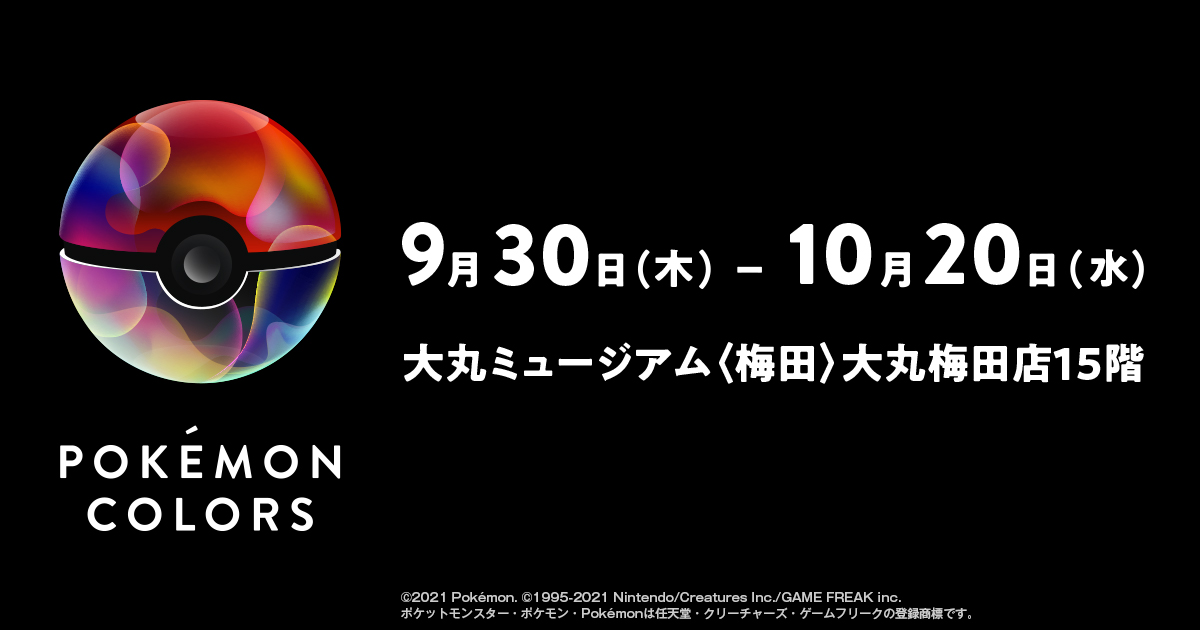 POKÉMON
COLORS
9月30日(木) – 10月20日(水)
大丸ミュージアム〈梅田〉大丸梅田店15階
©2021 Pokémon. ©1995-2021 Nintendo/Creatures Inc./GAME FREAK inc.
ポケットモンスター・ポケモン・Pokémonは任天堂・クリーチャーズ・ゲームフリークの登録商標です。